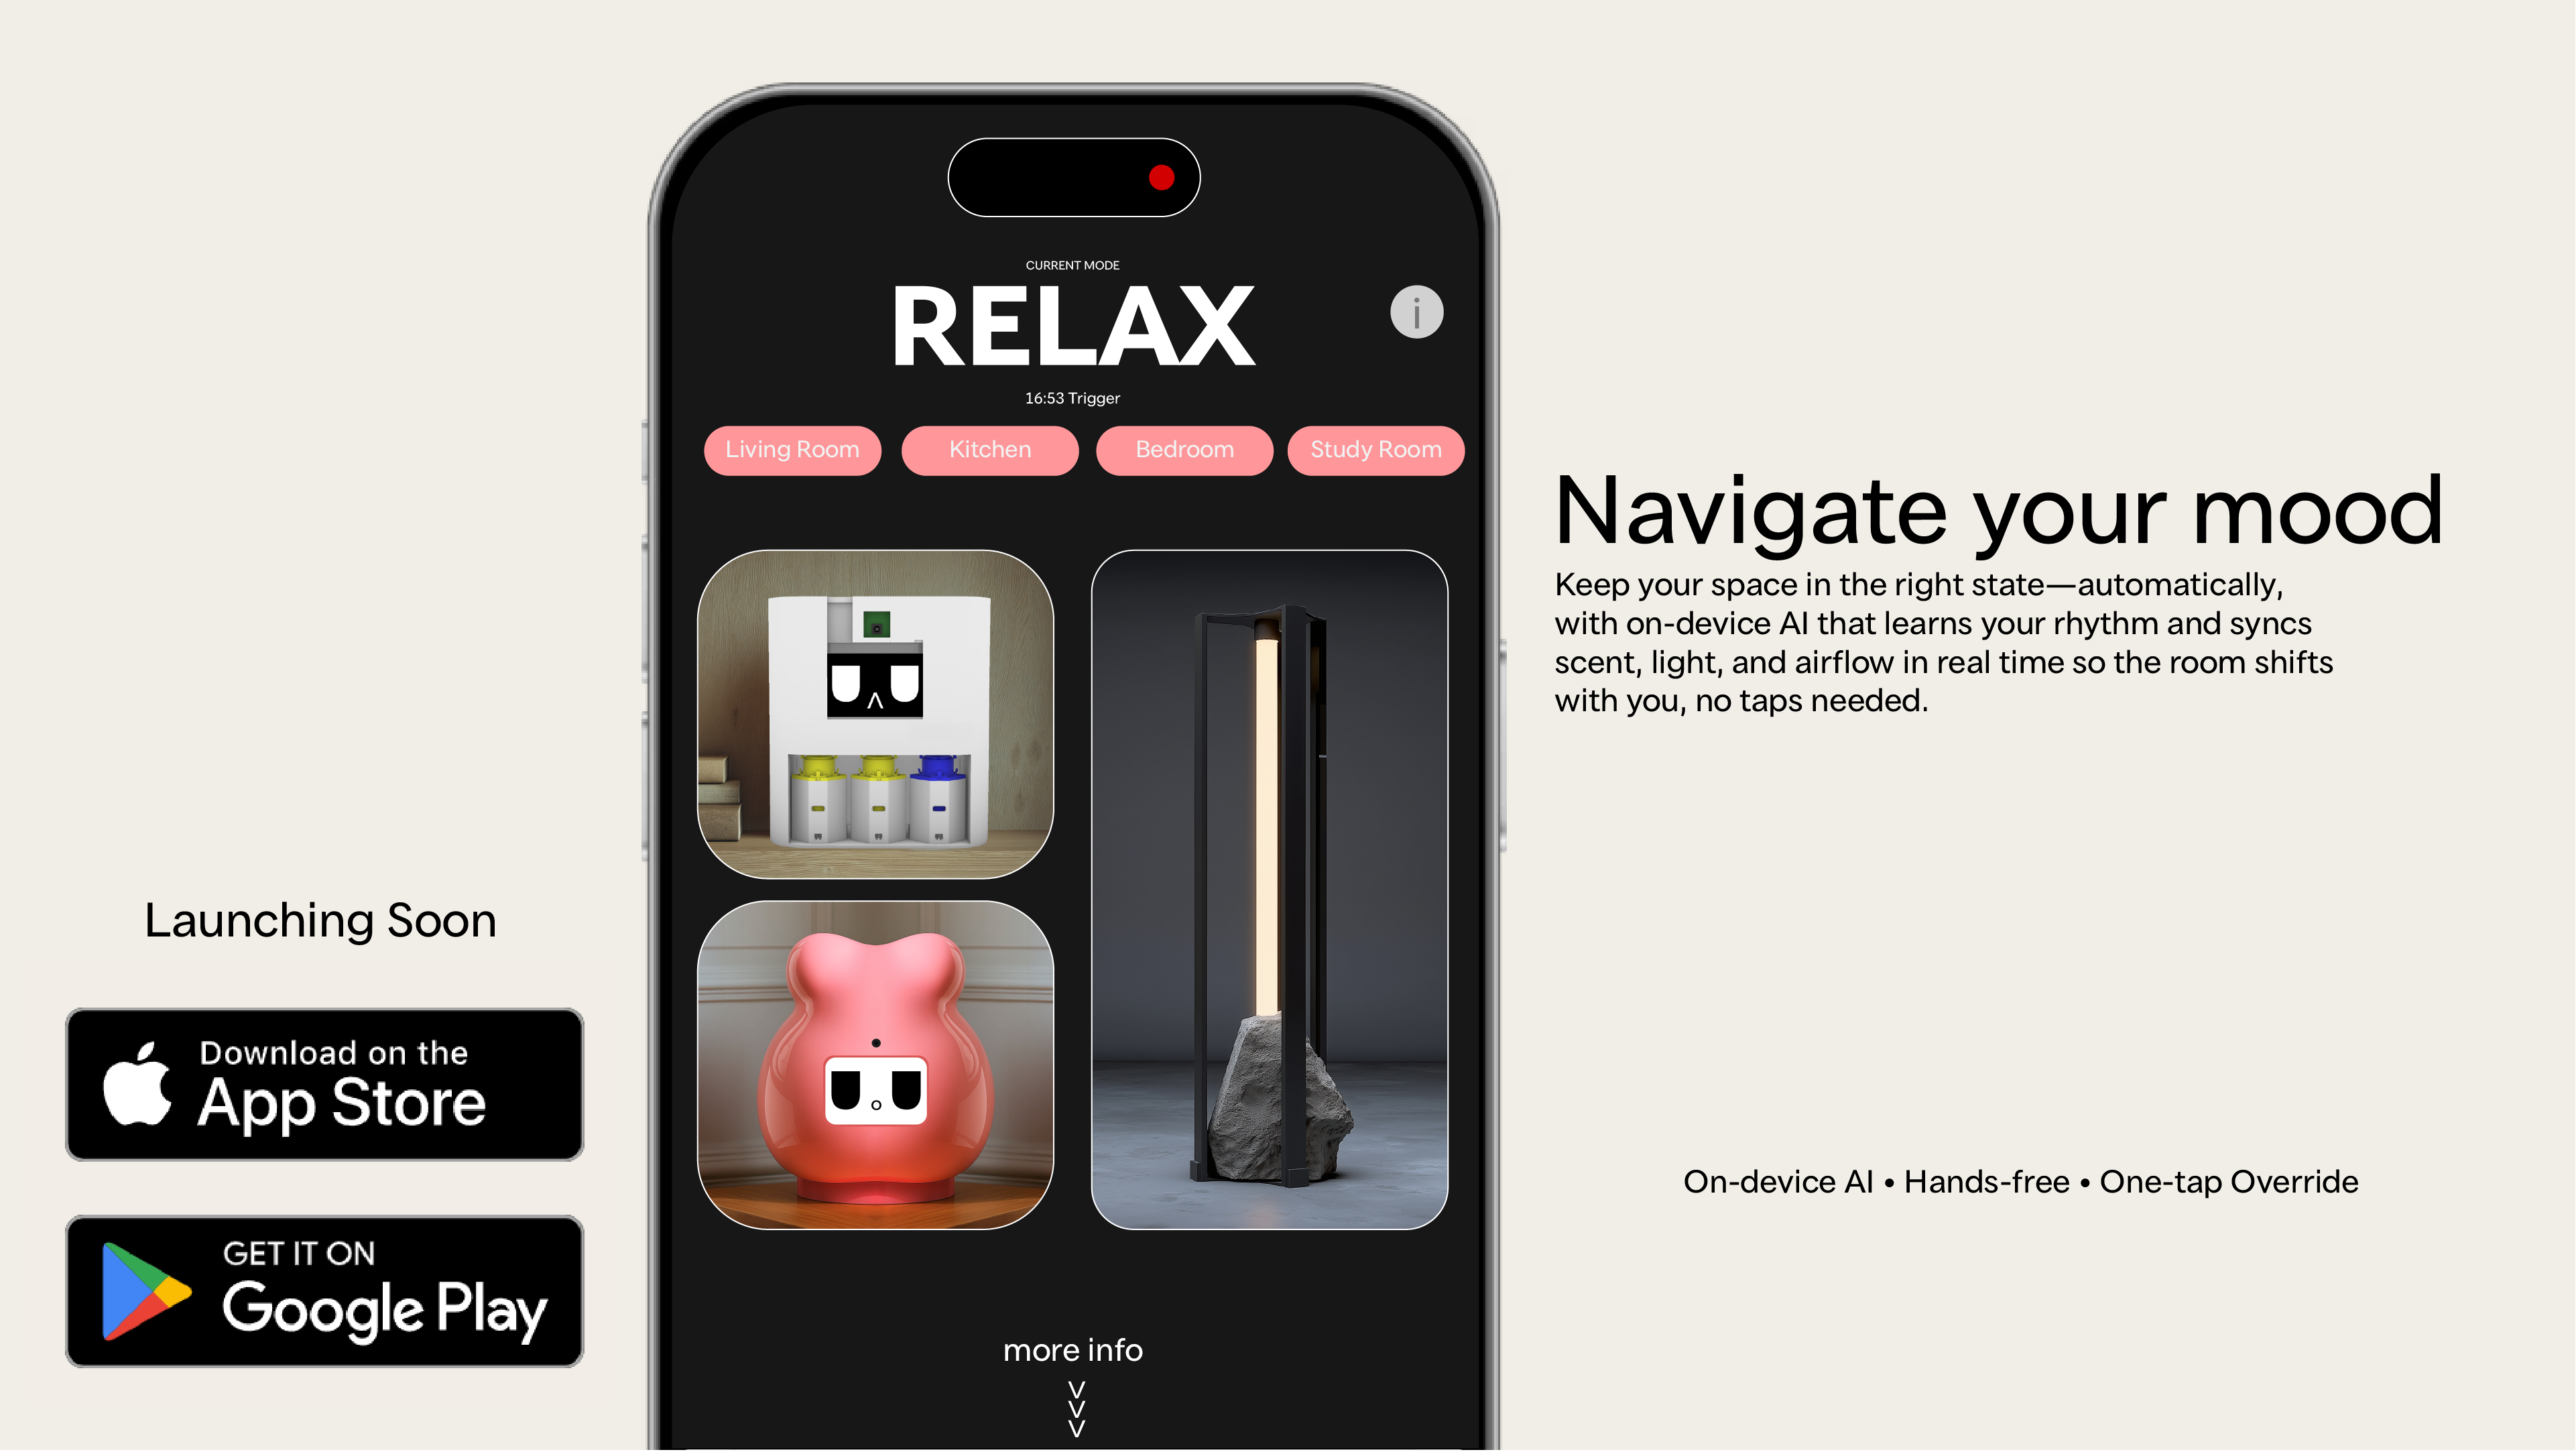 CURRENT MODE
RELAX
i
16:53 Trigger
Living Room
Kitchen
Bedroom
Study Room
more info
Navigate your mood
Keep your space in the right state—automatically,
with on-device AI that learns your rhythm and syncs
scent, light, and airflow in real time so the room shifts
with you, no taps needed.
Launching Soon
Download on the
App Store
GET IT ON
Google Play
On-device AI • Hands-free • One-tap Override